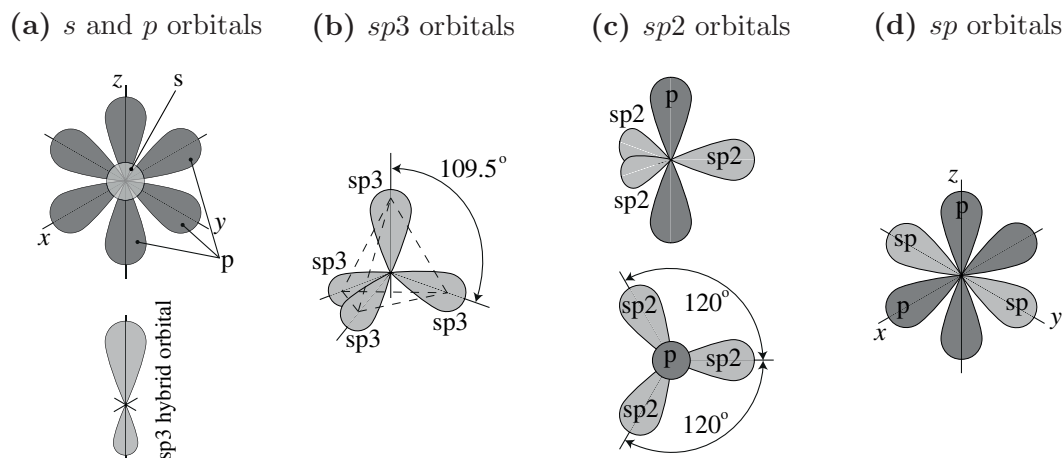 (a) s and p orbitals
z
s
x
y
p
sp3 hybrid orbital
(b) sp3 orbitals
109.5°
sp3
sp3
sp3
sp3
(c) sp2 orbitals
p
sp2
sp2
sp2
120°
sp2
p
sp2
sp2
120°
(d) sp orbitals
z
p
sp
p
sp
x
y